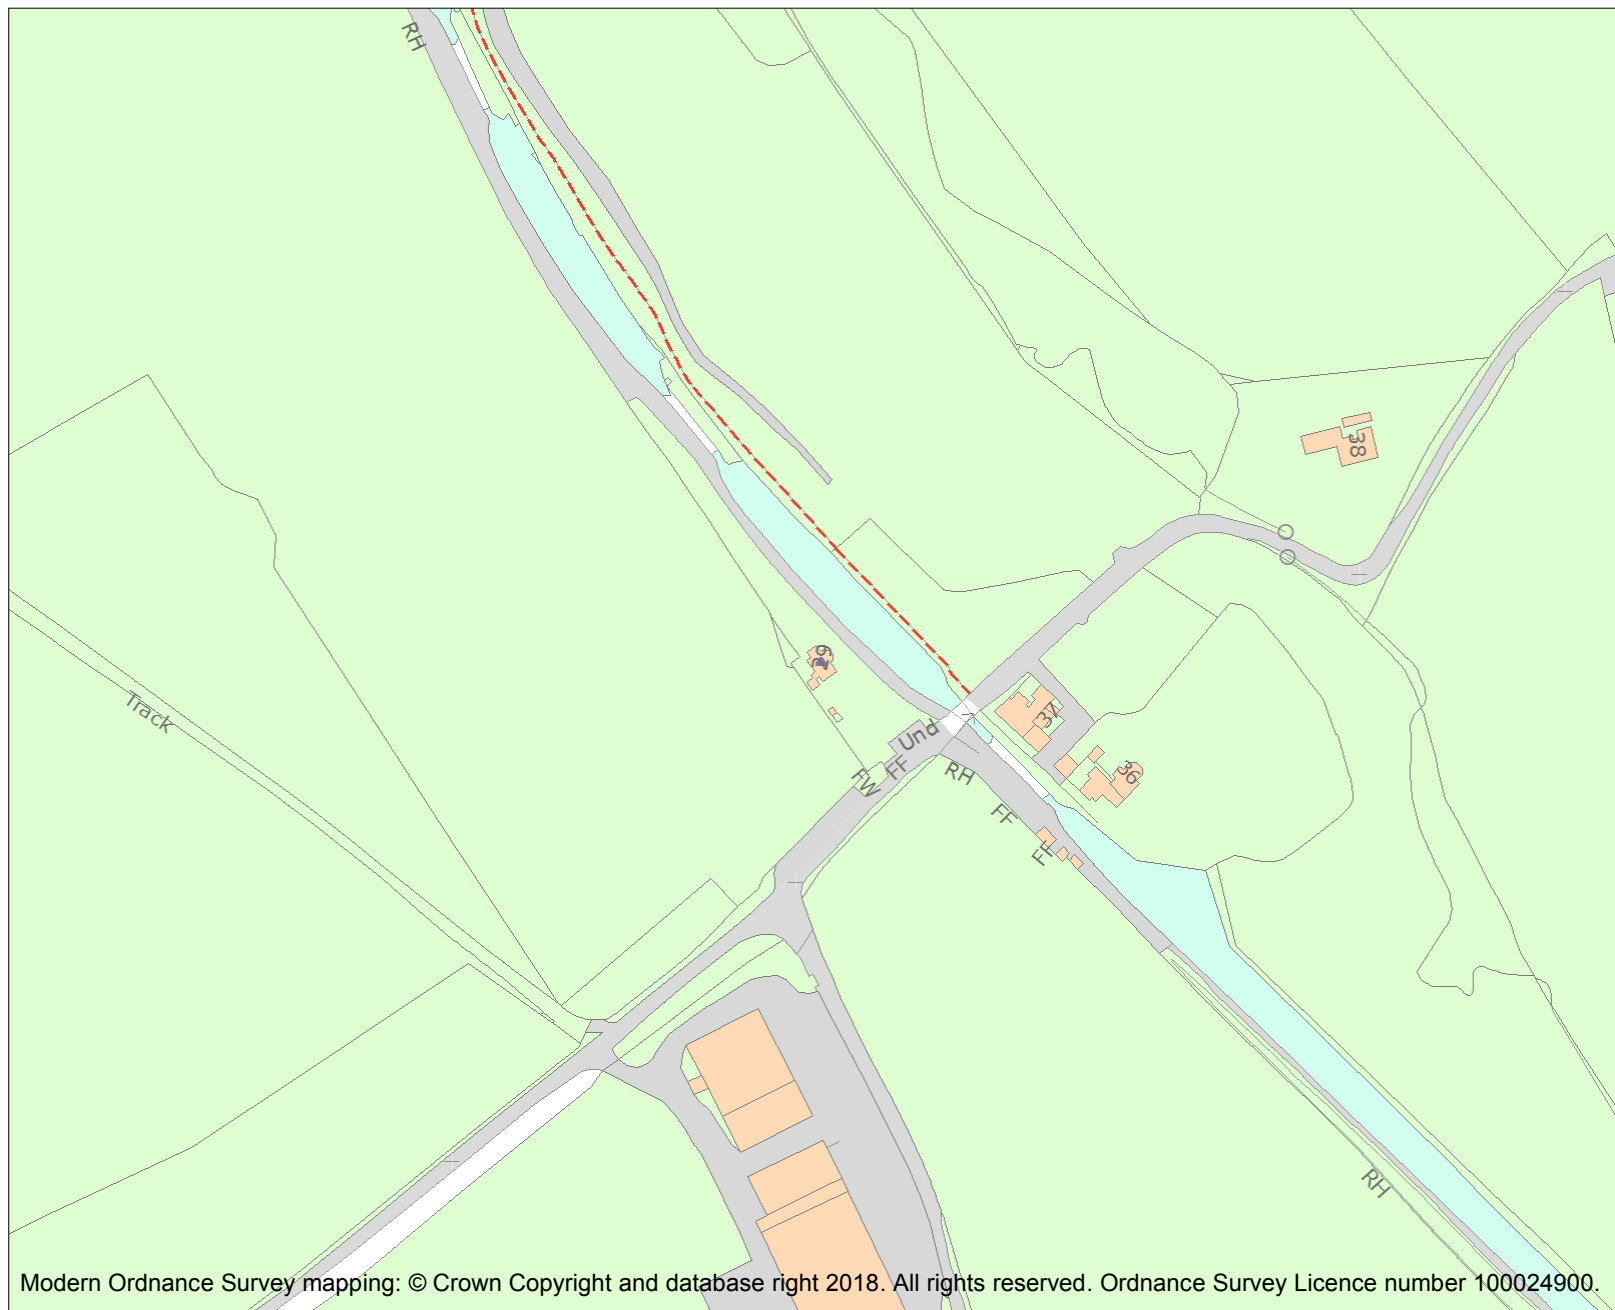 RH
38
Track
Und
37
FF
RH
36
FW
FF
FF
RH
Modern Ordnance Survey mapping: © Crown Copyright and database right 2018. All rights reserved. Ordnance Survey Licence number 100024900.